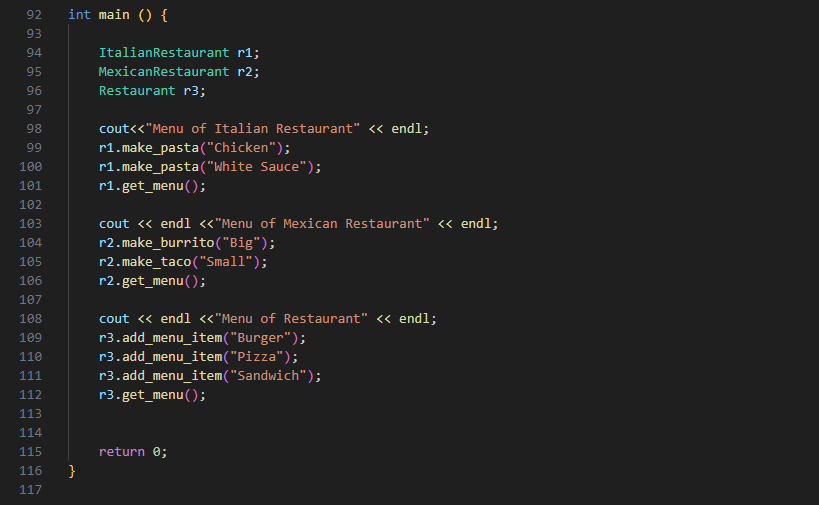 92 int main () {
93
94 ItalianRestaurant r1;
95 MexicanRestaurant r2;
96 Restaurant r3;
97
98 cout<<"Menu of Italian Restaurant" << endl;
99 r1.make_pasta("Chicken");
100 r1.make_pasta("White Sauce");
101 r1.get_menu();
102
103 cout << endl <<"Menu of Mexican Restaurant" << endl;
104 r2.make_burrito("Big");
105 r2.make_taco("Small");
106 r2.get_menu();
107
108 cout << endl <<"Menu of Restaurant" << endl;
109 r3.add_menu_item("Burger");
110 r3.add_menu_item("Pizza");
111 r3.add_menu_item("Sandwich");
112 r3.get_menu();
113
114
115 return 0;
116 }
117